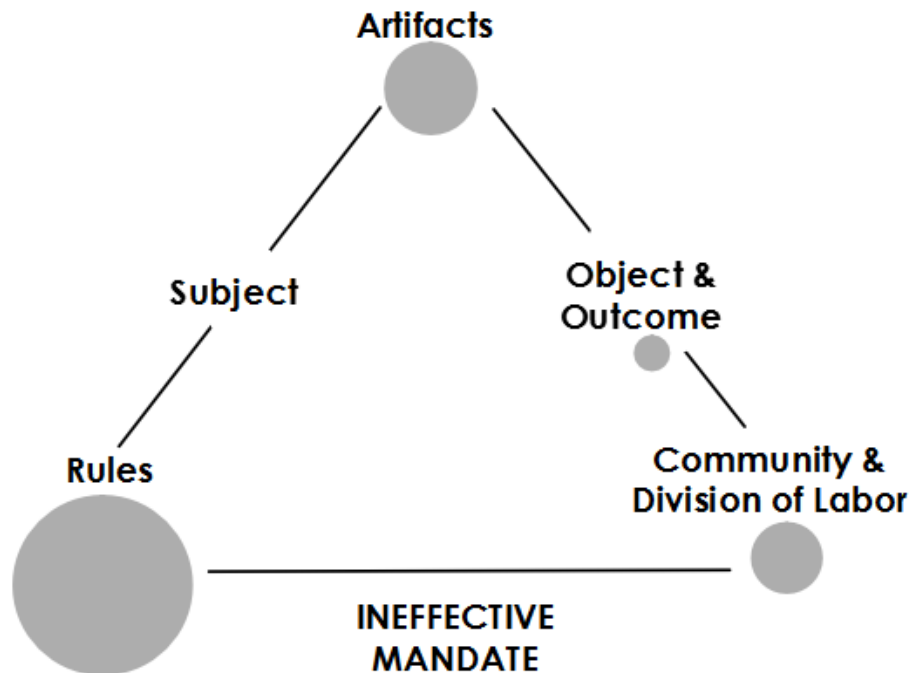 Artifacts
Subject
Object &
Outcome
Rules
Community &
Division of Labor
INEFFECTIVE
MANDATE